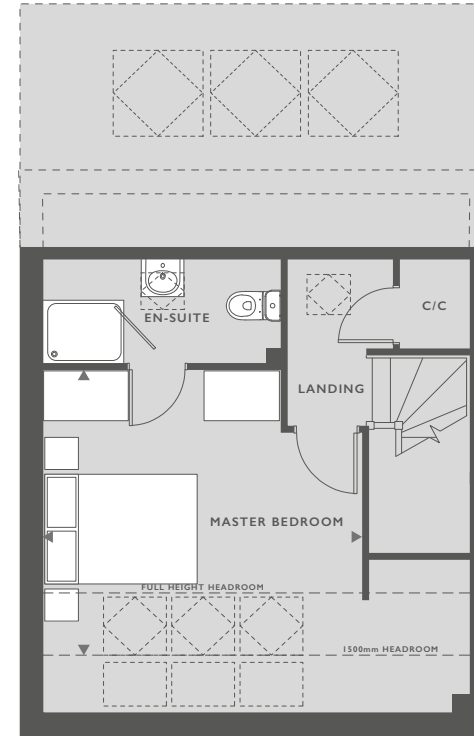 C/C
EN-SUITE
LANDING
MASTER BEDROOM
FULL HEIGHT HEADROOM
1500mm HEADROOM